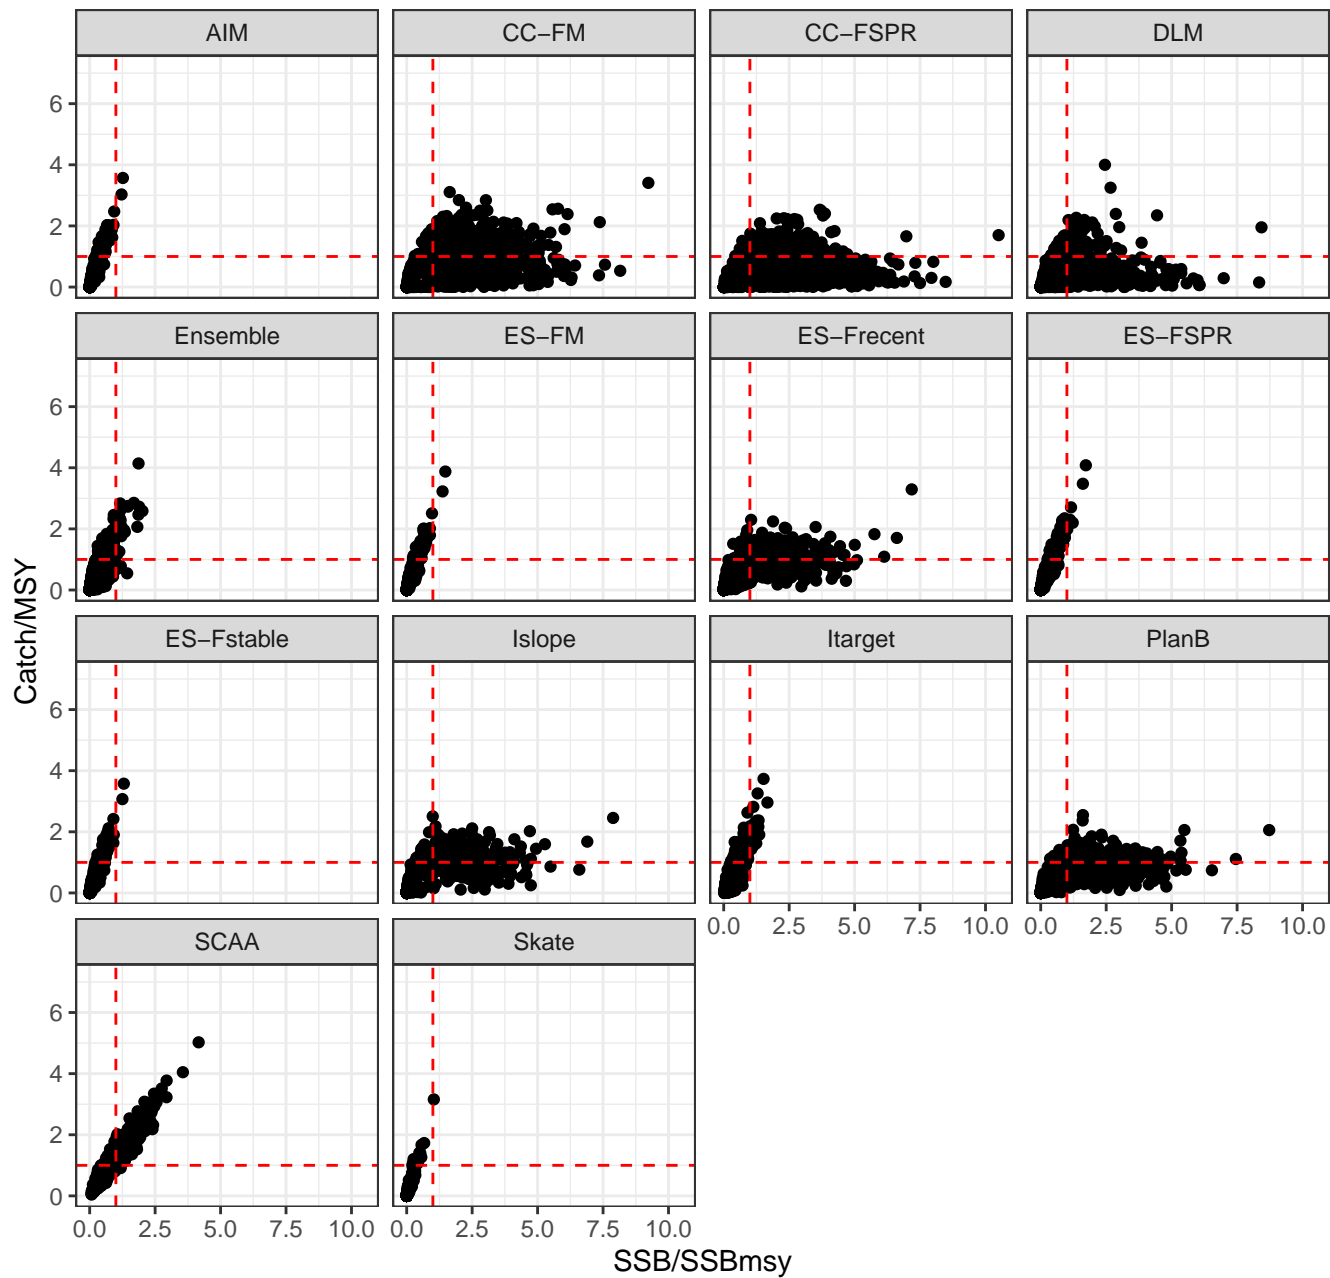 AIM CC−FM CC−FSPR DLM
6
4
2
0
Ensemble ES−FM ES−Frecent ES−FSPR
6
4
2
0
ES−Fstable Islope Itarget PlanB
6
4
2
0
0.0 2.5 5.0 7.5 10.0 0.0 2.5 5.0 7.5 10.0
SCAA Skate
6
4
2
0
0.0 2.5 5.0 7.5 10.0 0.0 2.5 5.0 7.5 10.0
SSB/SSBmsy
Catch/MSY